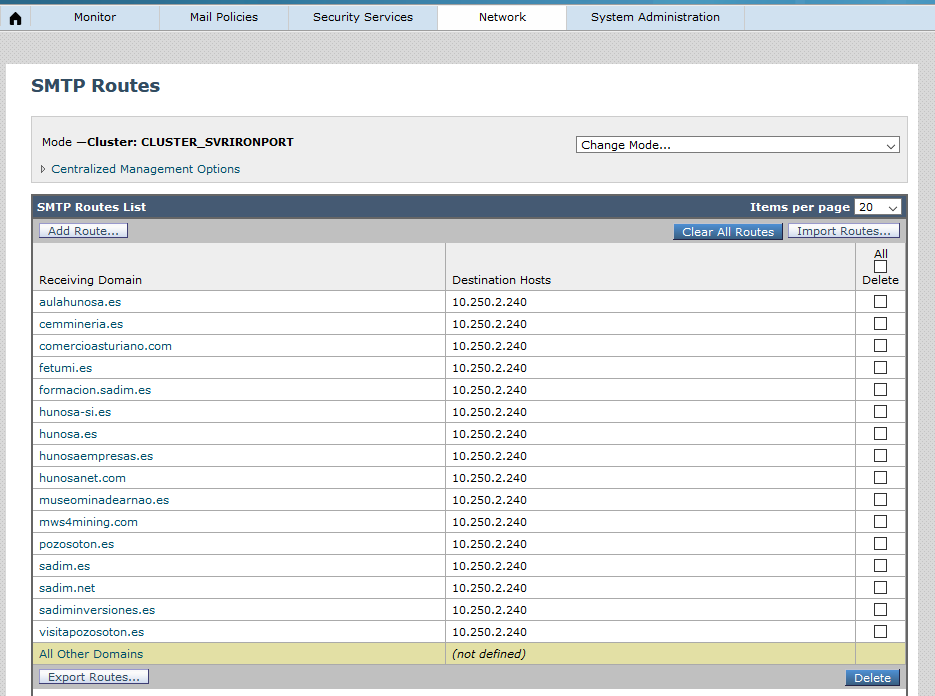 Monitor Mail Policies Security Services Network System Administration
SMTP Routes
Mode —Cluster: CLUSTER_SVRIRONPORT Change Mode...
Centralized Management Options
SMTP Routes List Items per page 20
Add Route... Clear All Routes Import Routes...
All
Receiving Domain Destination Hosts Delete
aulahunosa.es 10.250.2.240
cemmineria.es 10.250.2.240
comercioasturiano.com 10.250.2.240
fetumi.es 10.250.2.240
formacion.sadim.es 10.250.2.240
hunosa-si.es 10.250.2.240
hunosa.es 10.250.2.240
hunosaempresas.es 10.250.2.240
hunosanet.com 10.250.2.240
museominadearnao.es 10.250.2.240
mws4mining.com 10.250.2.240
pozosoton.es 10.250.2.240
sadim.es 10.250.2.240
sadim.net 10.250.2.240
sadiminversiones.es 10.250.2.240
visitapozosoton.es 10.250.2.240
All Other Domains (not defined)
Export Routes... Delete